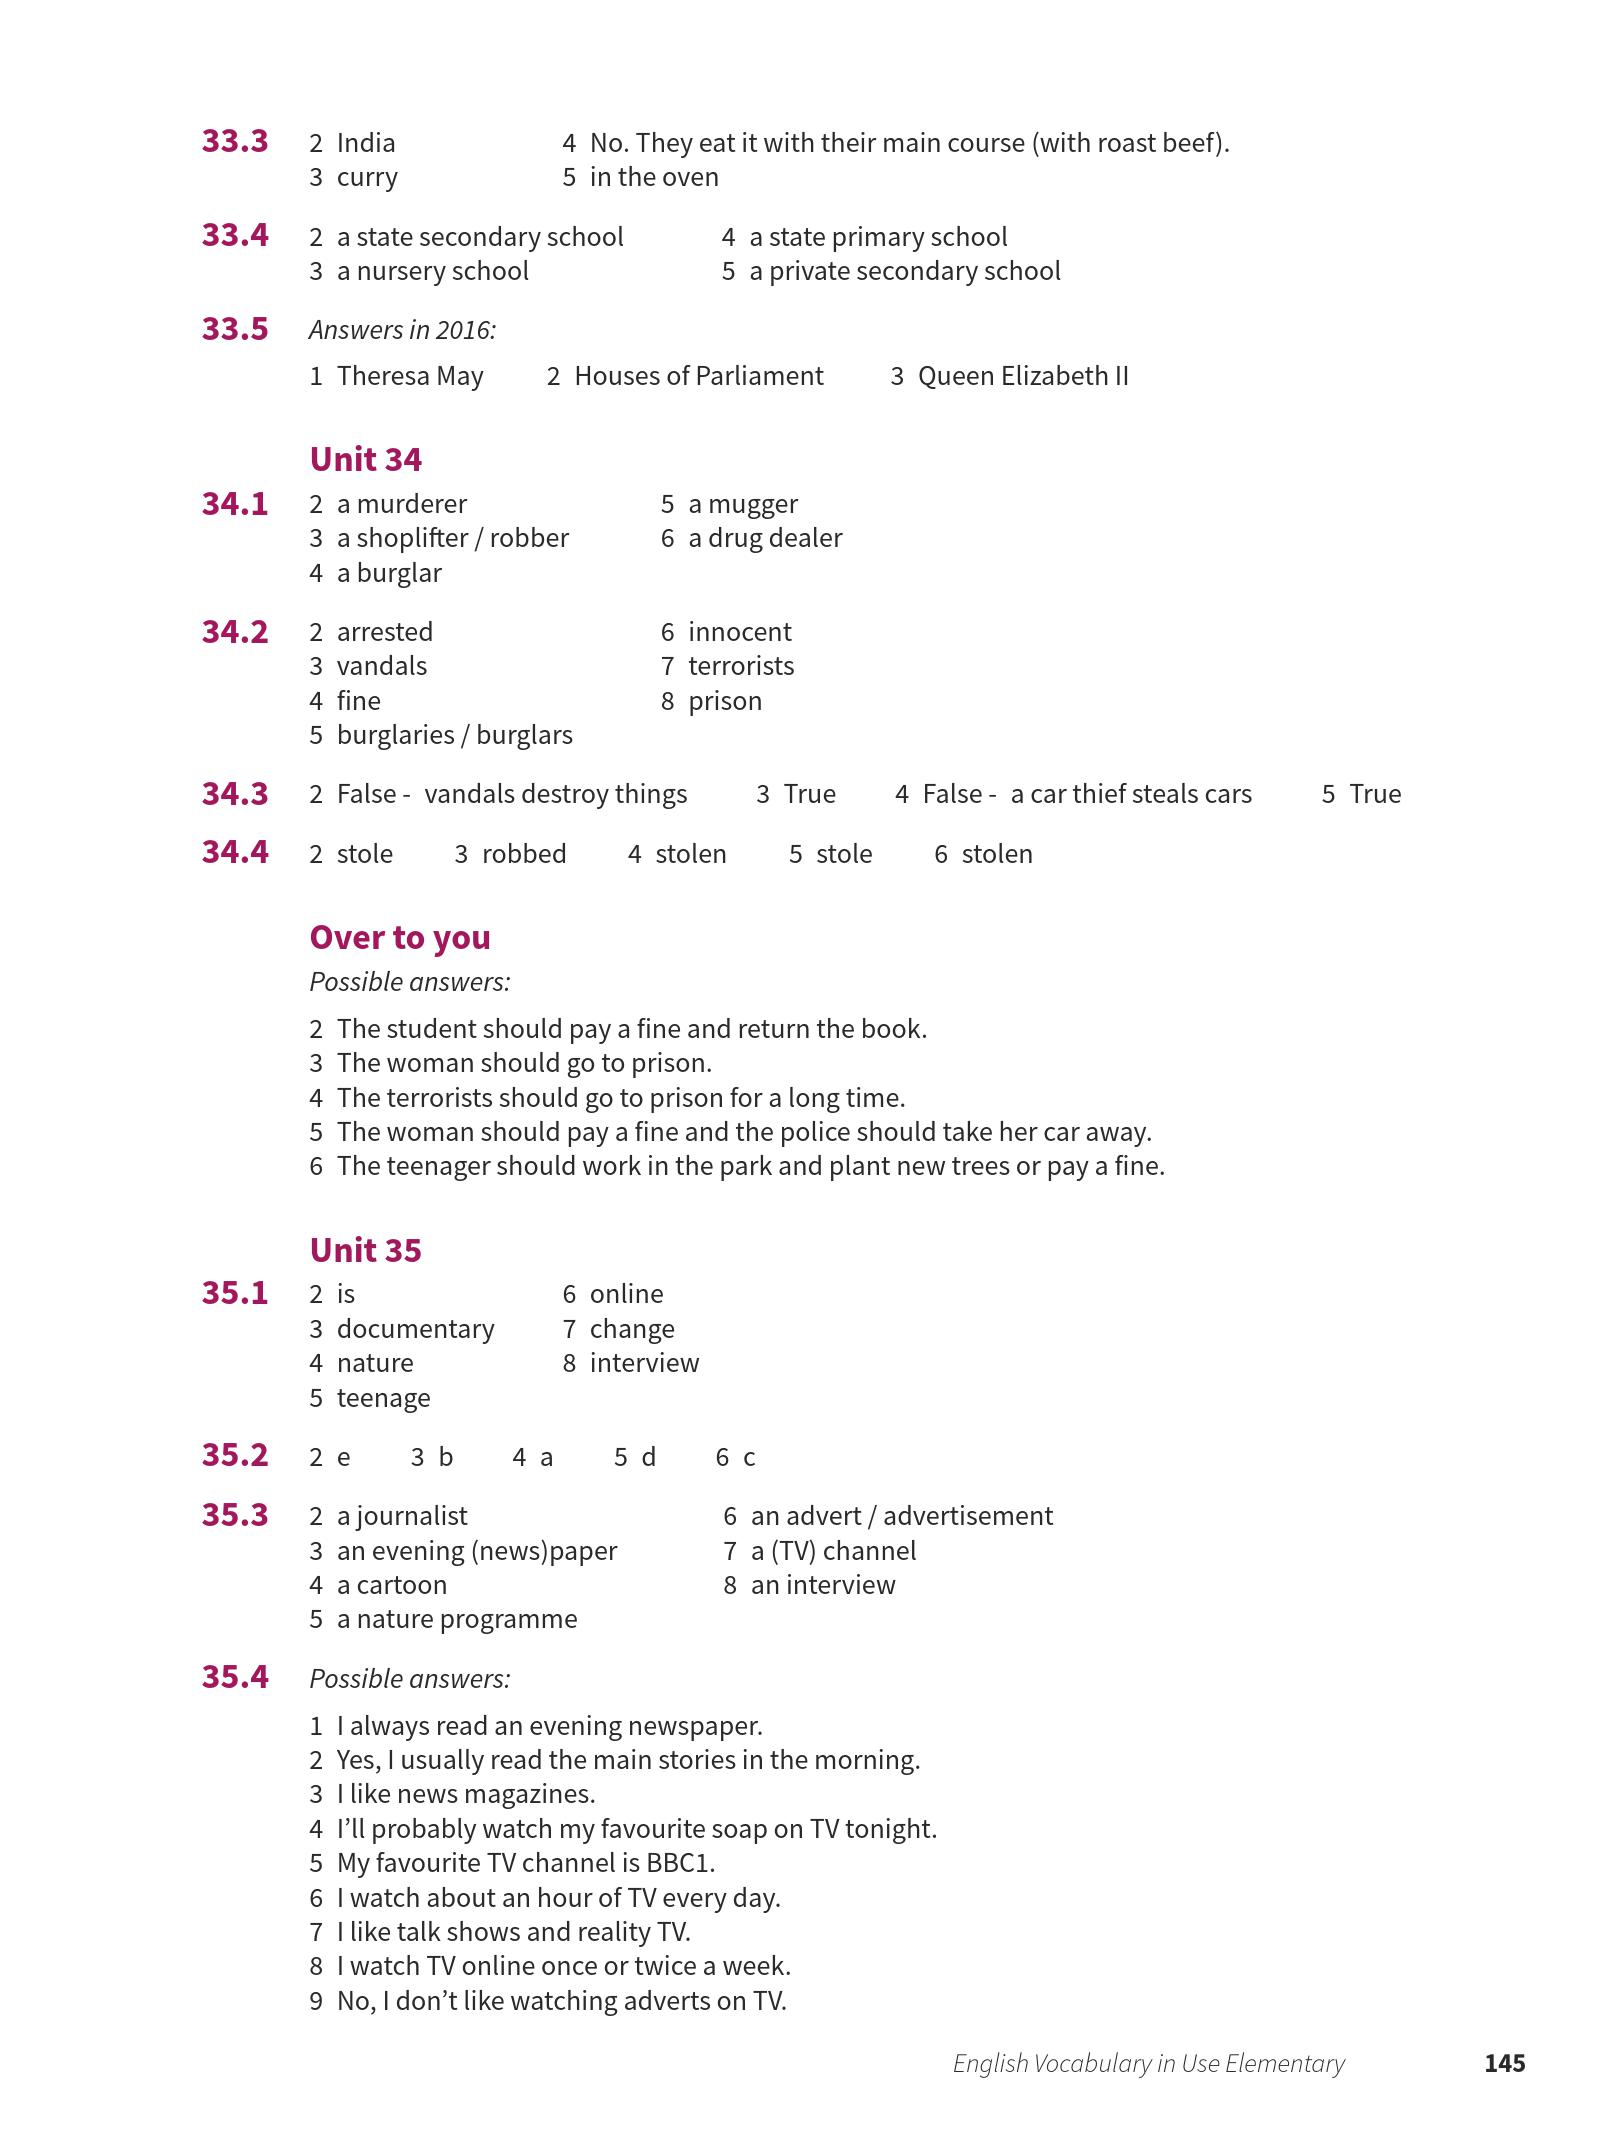 33.3 2 India 4 No. They eat it with their main course (with roast beef).
3 curry 5 in the oven
33.4 2 a state secondary school 4 a state primary school
3 a nursery school 5 a private secondary school
33.5 Answers in 2016:
1 Theresa May 2 Houses of Parliament 3 Queen Elizabeth II
Unit 34
34.1 2 a murderer 5 a mugger
3 a shoplifter / robber 6 a drug dealer
4 a burglar
34.2 2 arrested 6 innocent
3 vandals 7 terrorists
4 fine 8 prison
5 burglaries / burglars
34.3 2 False - vandals destroy things 3 True 4 False - a car thief steals cars 5 True
34.4 2 stole 3 robbed 4 stolen 5 stole 6 stolen
Over to you
Possible answers:
2 The student should pay a fine and return the book.
3 The woman should go to prison.
4 The terrorists should go to prison for a long time.
5 The woman should pay a fine and the police should take her car away.
6 The teenager should work in the park and plant new trees or pay a fine.
Unit 35
35.1 2 is 6 online
3 documentary 7 change
4 nature 8 interview
5 teenage
35.2 2 e 3 b 4 a 5 d 6 c
35.3 2 a journalist 6 an advert / advertisement
3 an evening (news)paper 7 a (TV) channel
4 a cartoon 8 an interview
5 a nature programme
35.4 Possible answers:
1 I always read an evening newspaper.
2 Yes, I usually read the main stories in the morning.
3 I like news magazines.
4 I’ll probably watch my favourite soap on TV tonight.
5 My favourite TV channel is BBC1.
6 I watch about an hour of TV every day.
7 I like talk shows and reality TV.
8 I watch TV online once or twice a week.
9 No, I don’t like watching adverts on TV.
English Vocabulary in Use Elementary 145